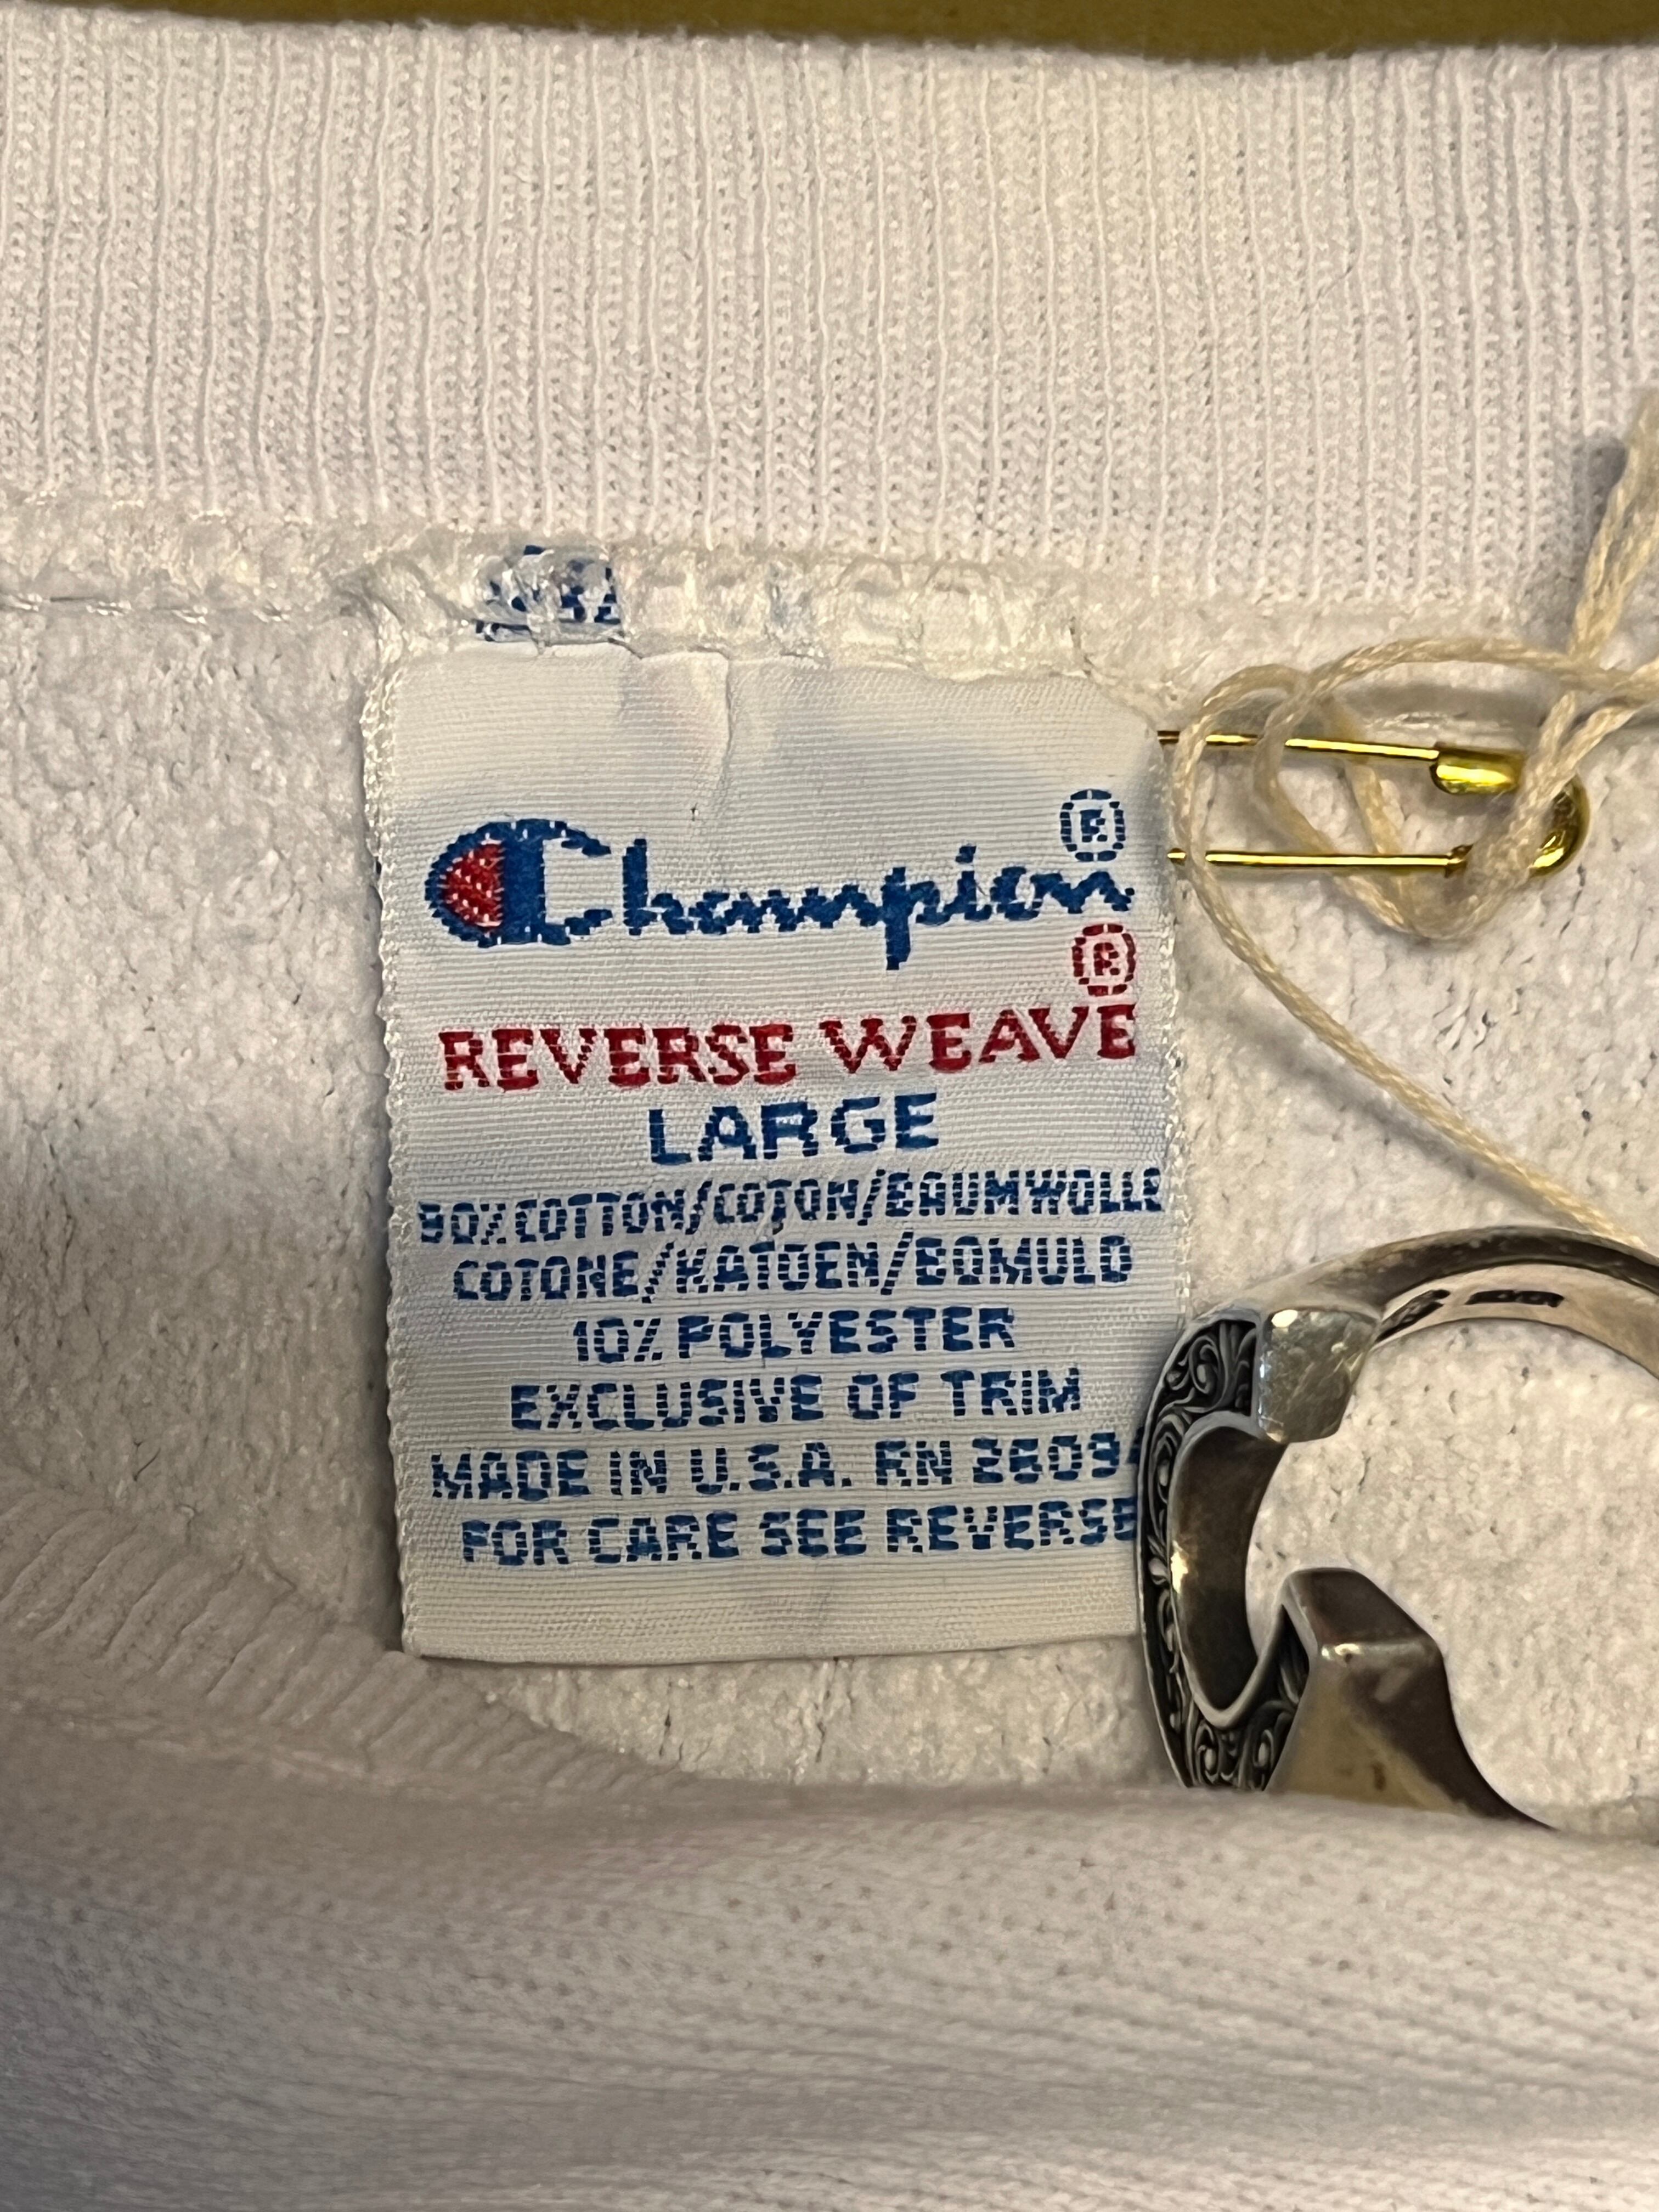 Champion®
REVERSE WEAVE®
LARGE
90% COTTON/COTON/BAUMWOLLE
COTONE/KATOEN/BOMULD
10% POLYESTER
EXCLUSIVE OF TRIM
MADE IN U.S.A. RN 26094
FOR CARE SEE REVERSE
SILVER